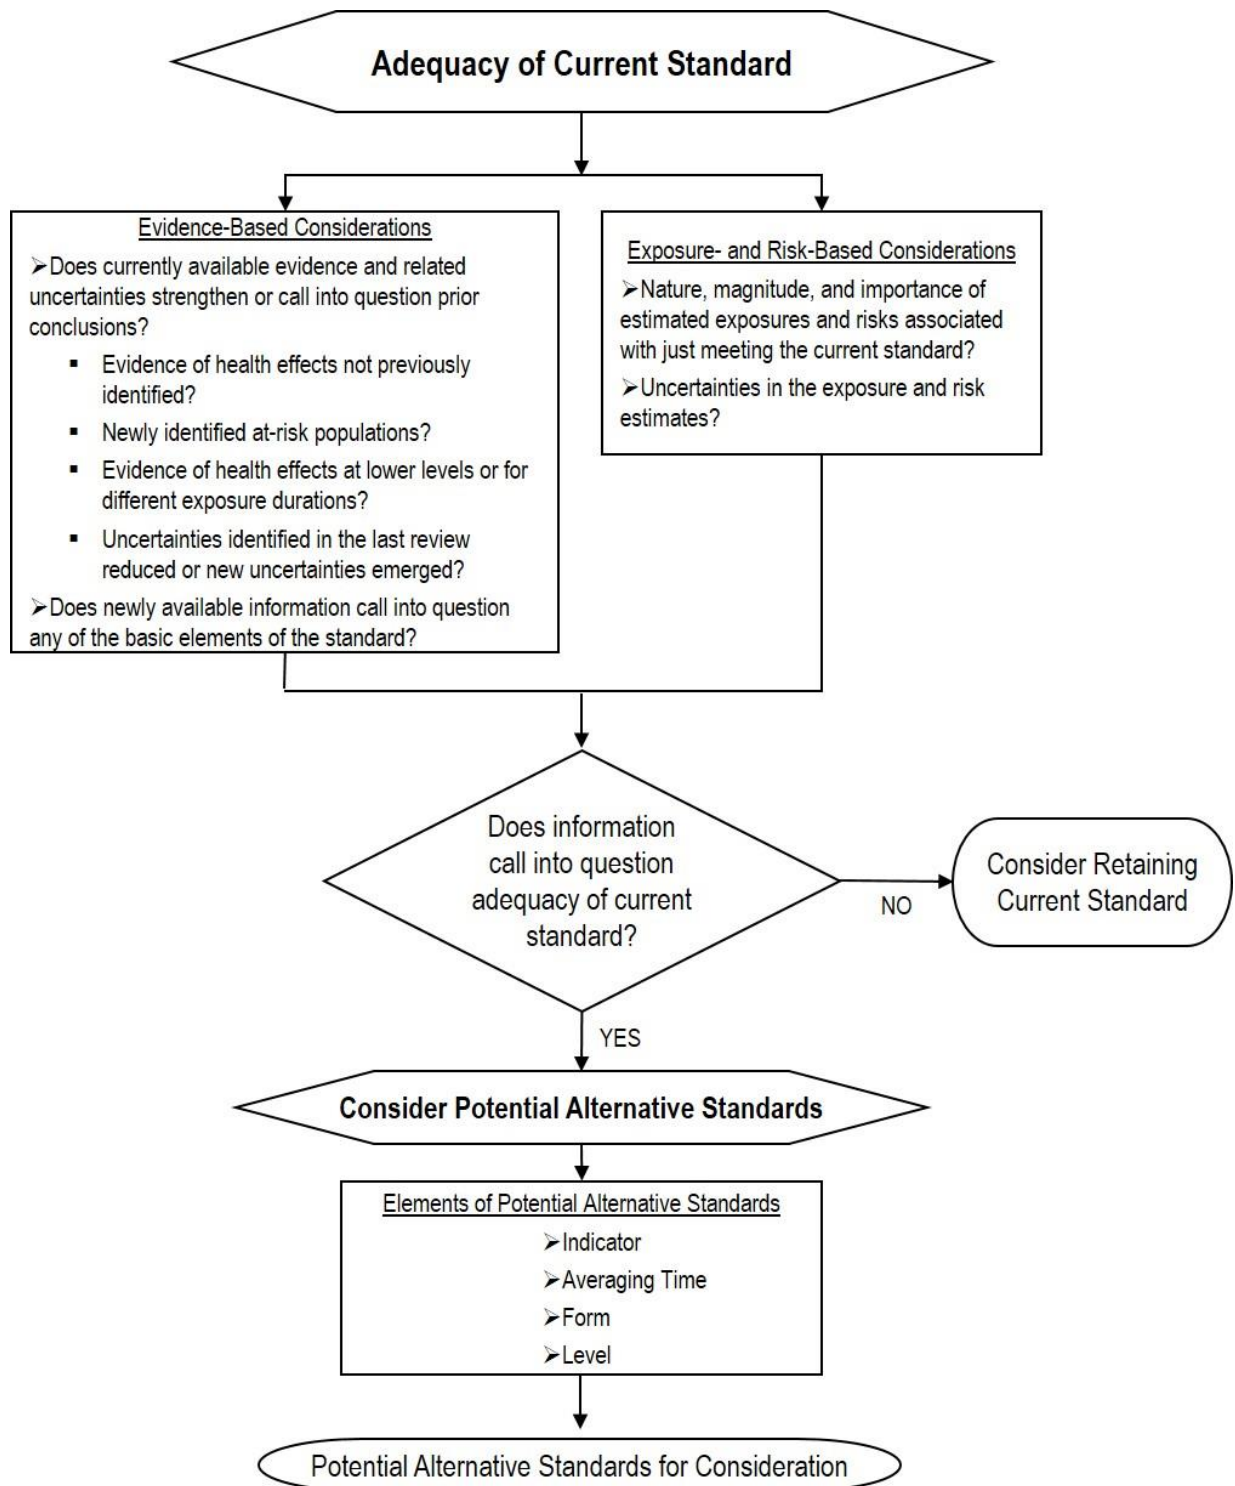 Adequacy of Current Standard
Evidence-Based Considerations
➢Does currently available evidence and related
uncertainties strengthen or call into question prior
conclusions?
▪ Evidence of health effects not previously
identified?
▪ Newly identified at-risk populations?
▪ Evidence of health effects at lower levels or for
different exposure durations?
▪ Uncertainties identified in the last review
reduced or new uncertainties emerged?
➢Does newly available information call into question
any of the basic elements of the standard?
Exposure- and Risk-Based Considerations
➢Nature, magnitude, and importance of
estimated exposures and risks associated
with just meeting the current standard?
➢Uncertainties in the exposure and risk
estimates?
Does information
call into question
adequacy of current
standard?
NO
Consider Retaining
Current Standard
YES
Consider Potential Alternative Standards
Elements of Potential Alternative Standards
➢Indicator
➢Averaging Time
➢Form
➢Level
Potential Alternative Standards for Consideration